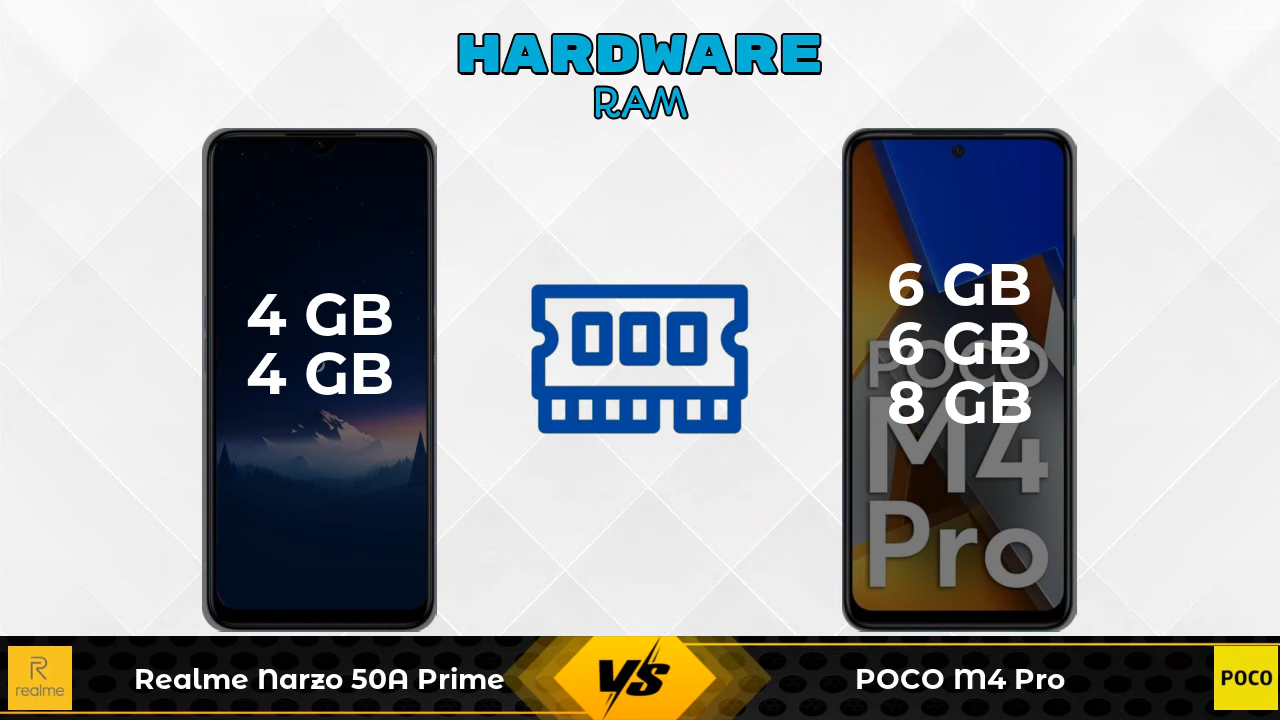 HARDWARE
RAM
4 GB
4 GB
6 GB
6 GB
8 GB
POCO
M4
Pro
R
realme
Realme Narzo 50A Prime
VS
POCO M4 Pro
POCO